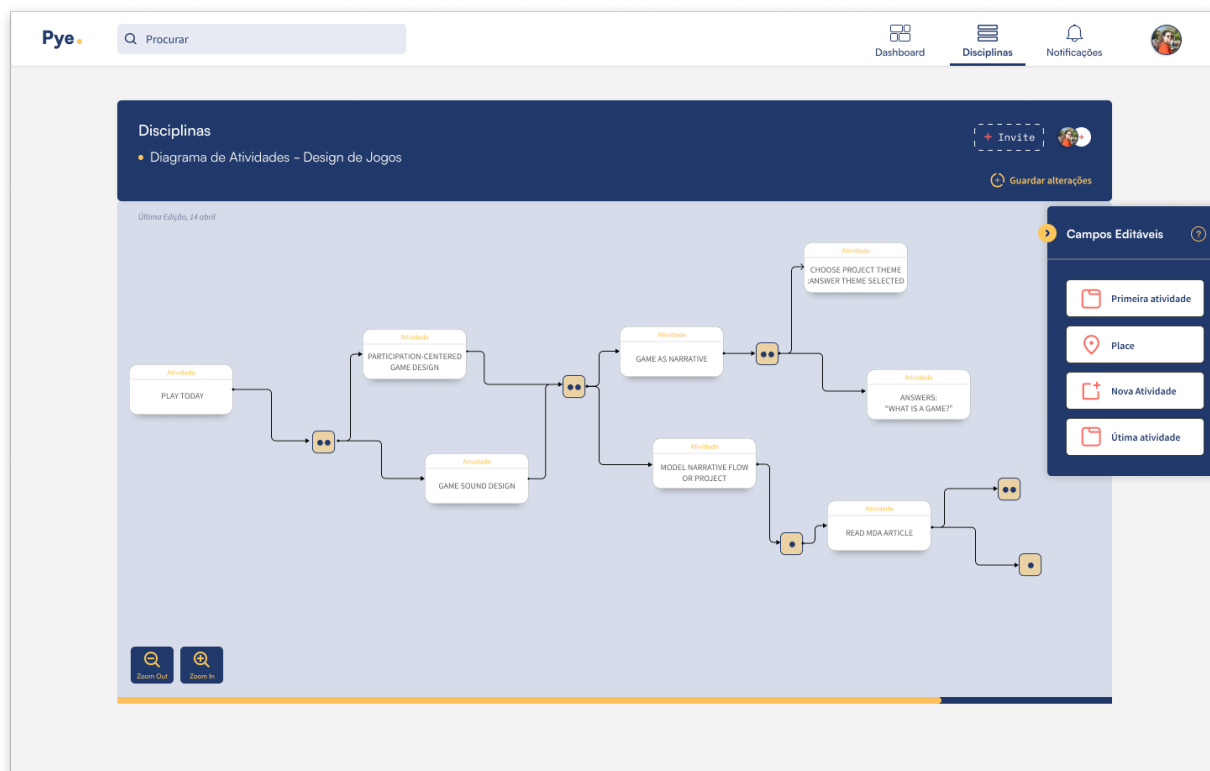 Pye.
Procurar
Dashboard
Disciplinas
Notificações
Disciplinas
Diagrama de Atividades - Design de Jogos
+ Invite
+
Guardar alterações
Última Edição, 14 abril
Campos Editáveis
?
Primeira atividade
Place
Nova Atividade
Útima atividade
Atividade
PLAY TODAY
Atividade
PARTICIPATION-CENTERED
GAME DESIGN
Atividade
GAME SOUND DESIGN
Atividade
GAME AS NARRATIVE
Atividade
CHOOSE PROJECT THEME
:ANSWER THEME SELECTED
Atividade
ANSWERS:
“WHAT IS A GAME?”
Atividade
MODEL NARRATIVE FLOW
OR PROJECT
Atividade
READ MDA ARTICLE
Zoom Out
Zoom In